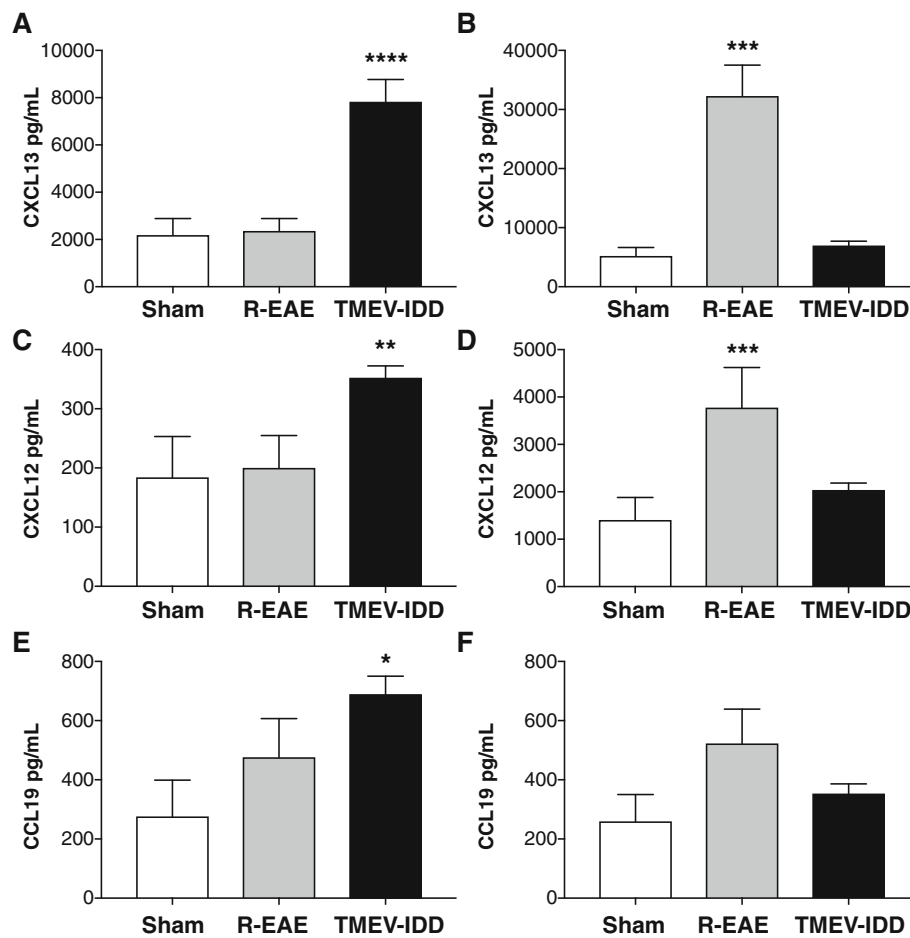 A
CXCL13 pg/mL
10000
8000
6000
4000
2000
0
****
Sham R-EAE TMEV-IDD
B
CXCL13 pg/mL
40000
30000
20000
10000
0
***
Sham R-EAE TMEV-IDD
C
CXCL12 pg/mL
400
300
200
100
0
**
Sham R-EAE TMEV-IDD
D
CXCL12 pg/mL
5000
4000
3000
2000
1000
0
***
Sham R-EAE TMEV-IDD
E
CCL19 pg/mL
800
600
400
200
0
*
Sham R-EAE TMEV-IDD
F
CCL19 pg/mL
800
600
400
200
0
Sham R-EAE TMEV-IDD